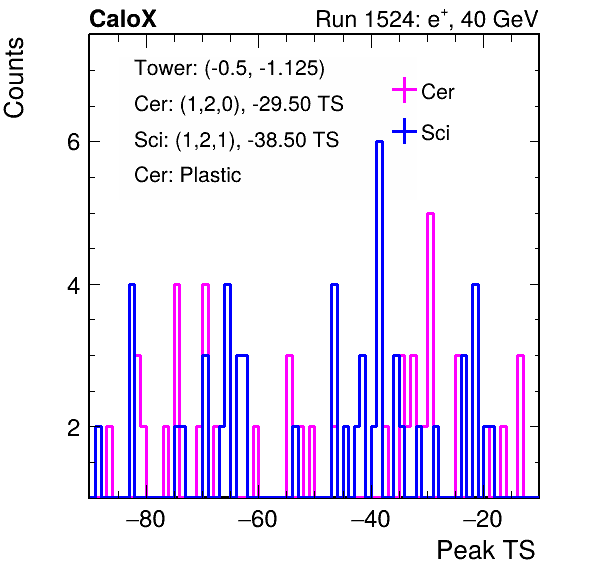 CaloX Run 1524: e⁺, 40 GeV
Counts
Tower: (-0.5, -1.125)
Cer: (1,2,0), -29.50 TS
Sci: (1,2,1), -38.50 TS
Cer: Plastic
Cer
Sci
6
4
2
−80 −60 −40 −20
Peak TS